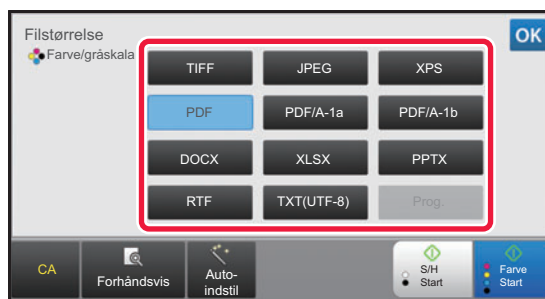 Filstørrelse
OK
Farve/gråskala
TIFF
JPEG
XPS
PDF
PDF/A-1a
PDF/A-1b
DOCX
XLSX
PPTX
RTF
TXT(UTF-8)
Prog.
CA
Forhåndsvis
Auto-
indstil
S/H
Start
Farve
Start